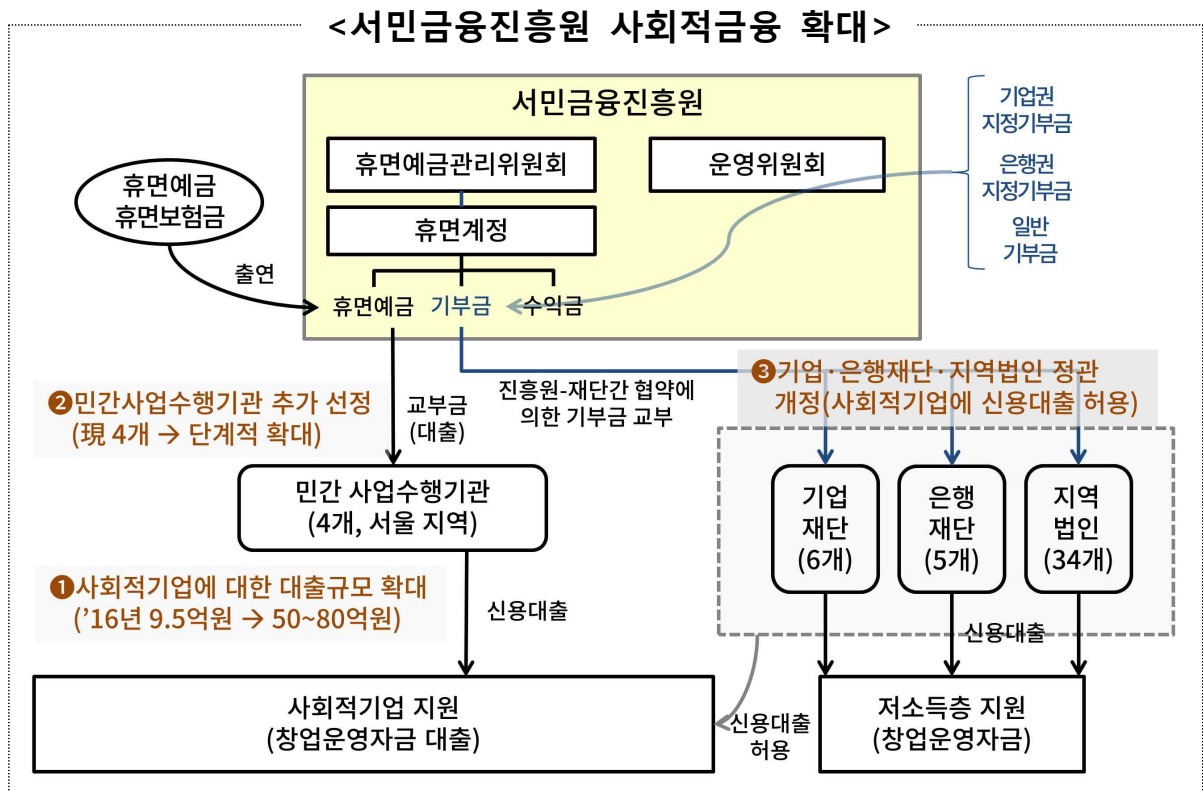 <서민금융진흥원 사회적금융 확대>
서민금융진흥원
휴면예금관리위원회
운영위원회
휴면계정
휴면예금
기부금
수익금
휴면예금
휴면보험금
출연
기업권
지정기부금
은행권
지정기부금
일반
기부금
❷민간사업수행기관 추가 선정
(現 4개 → 단계적 확대)
교부금
(대출)
진흥원-재단간 협약에
의한 기부금 교부
❸기업·은행재단·지역법인 정관
개정(사회적기업에 신용대출 허용)
민간 사업수행기관
(4개, 서울 지역)
기업
재단
(6개)
은행
재단
(5개)
지역
법인
(34개)
❶사회적기업에 대한 대출규모 확대
(’16년 9.5억원 → 50~80억원)
신용대출
신용대출
사회적기업 지원
(창업운영자금 대출)
신용대출
허용
저소득층 지원
(창업운영자금)